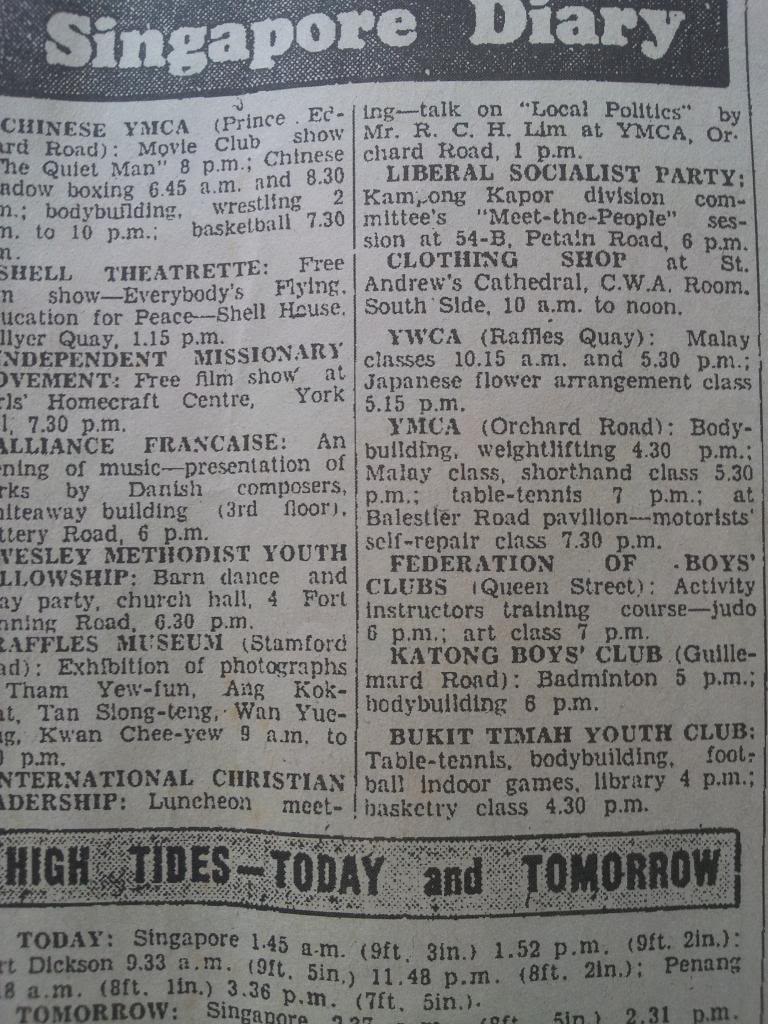 Singapore Diary
CHINESE YMCA (Prince Ed-
ard Road): Movie Club show
"he Quiet Man" 8 p.m.; Chinese
adow boxing 6.45 a.m. and 8.30
m.; bodybuilding, wrestling 2
m. to 10 p.m.; basketball 7.30
m.
SHELL THEATRETTE: Free
m show—Everybody's Flying.
ucation for Peace—Shell House.
llyer Quay, 1.15 p.m.
INDEPENDENT MISSIONARY
OVEMENT: Free film show at
rls' Homecraft Centre, York
l, 7.30 p.m.
ALLIANCE FRANCAISE: An
ening of music—presentation of
rks by Danish composers,
hiteaway building (3rd floor),
ttery Road, 6 p.m.
WESLEY METHODIST YOUTH
LLOWSHIP: Barn dance and
ay party, church hall, 4 Fort
nning Road, 6.30 p.m.
RAFFLES MUSEUM (Stamford
ad): Exhibition of photographs
Tham Yew-fun, Ang Kok-
at, Tan Siong-teng, Wan Yue-
ng, Kwan Chee-yew 9 a.m. to
p.m.
INTERNATIONAL CHRISTIAN
ADERSHIP: Luncheon meet-
ing—talk on "Local Politics" by
Mr. R. C. H. Lim at YMCA, Or-
chard Road, 1 p.m.
LIBERAL SOCIALIST PARTY:
Kampong Kapor division com-
mittee's "Meet-the-People" ses-
sion at 54-B, Petain Road, 6 p.m.
CLOTHING SHOP at St.
Andrew's Cathedral, C.W.A. Room.
South Side, 10 a.m. to noon.
YWCA (Raffles Quay): Malay
classes 10.15 a.m. and 5.30 p.m.;
Japanese flower arrangement class
5.15 p.m.
YMCA (Orchard Road): Body-
building, weightlifting 4.30 p.m.;
Malay class, shorthand class 5.30
p.m.; table-tennis 7 p.m.; at
Balestier Road pavilion—motorists'
self-repair class 7.30 p.m.
FEDERATION OF BOYS'
CLUBS (Queen Street): Activity
instructors training course—judo
6 p.m.; art class 7 p.m.
KATONG BOYS' CLUB (Guille-
mard Road): Badminton 5 p.m.;
bodybuilding 6 p.m.
BUKIT TIMAH YOUTH CLUB:
Table-tennis, bodybuilding, foot-
ball indoor games, library 4 p.m.;
basketry class 4.30 p.m.
HIGH TIDES—TODAY and TOMORROW
TODAY: Singapore 1.45 a.m. (9ft. 3in.) 1.52 p.m. (9ft. 2in.):
rt Dickson 9.33 a.m. (9ft. 5in.) 11.48 p.m. (8ft. 2in.); Penang
8 a.m. (8ft. 1in.) 3.36 p.m. (7ft. 5in.).
TOMORROW: Singapore 5in.) 2.31 p.m.